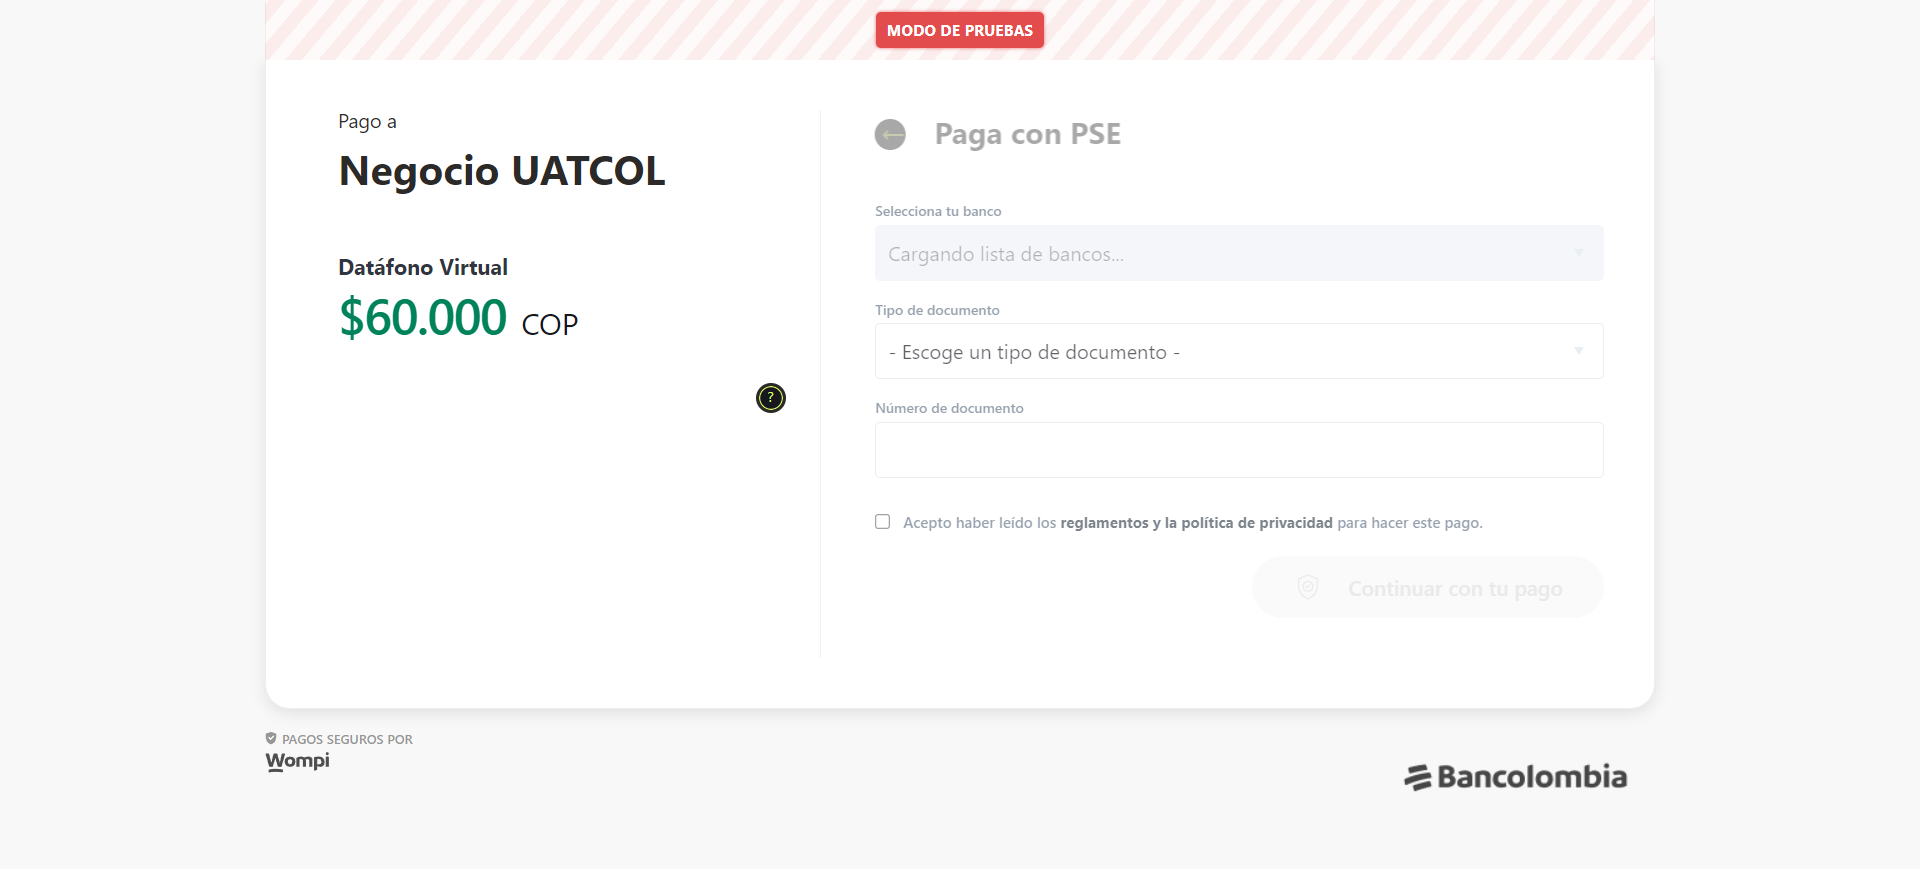 MODO DE PRUEBAS
Pago a
Negocio UATCOL
Datáfono Virtual
$60.000 COP
?
Paga con PSE
Selecciona tu banco
Cargando lista de bancos...
Tipo de documento
- Escoge un tipo de documento -
Número de documento
Acepto haber leído los reglamentos y la política de privacidad para hacer este pago.
Continuar con tu pago
PAGOS SEGUROS POR
Wompi
Bancolombia